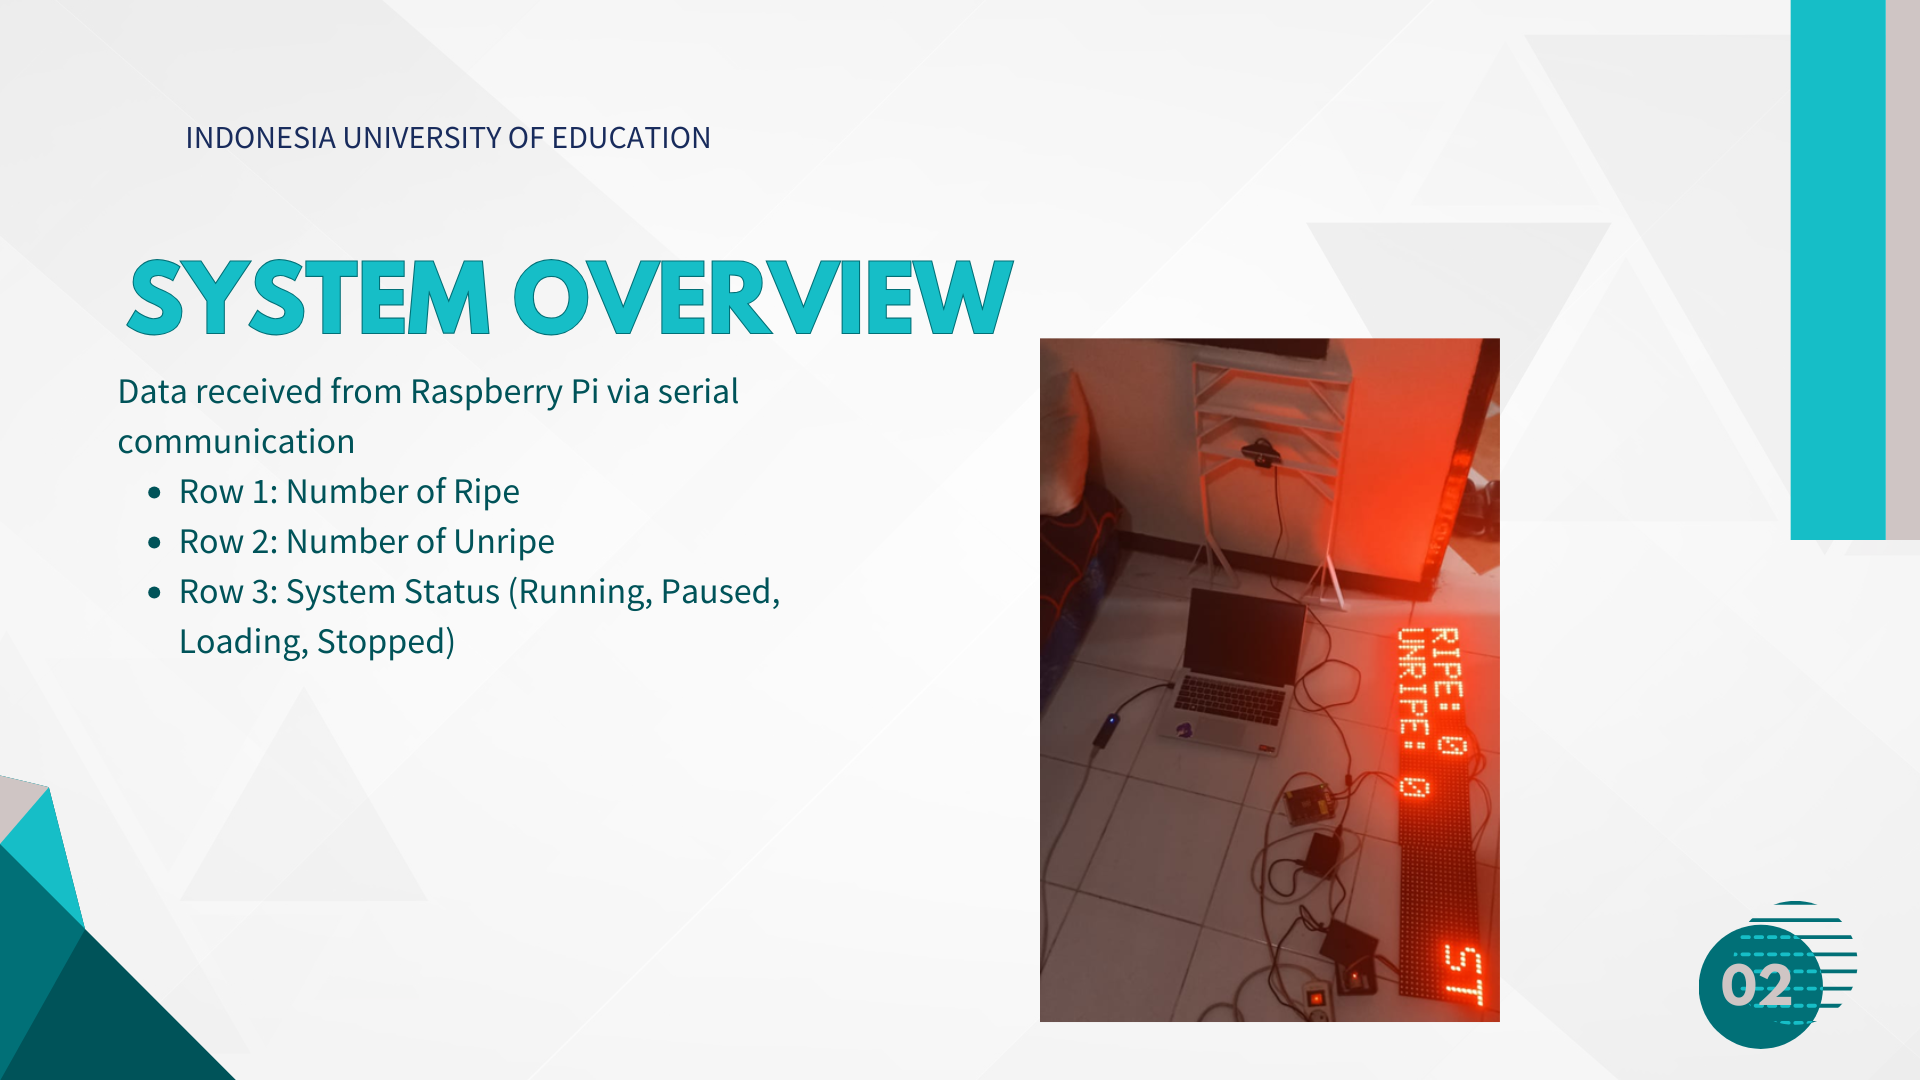 INDONESIA UNIVERSITY OF EDUCATION
SYSTEM OVERVIEW
Data received from Raspberry Pi via serial
communication
• Row 1: Number of Ripe
• Row 2: Number of Unripe
• Row 3: System Status (Running, Paused,
Loading, Stopped)
RIPE: 0
UNRIPE: 0
ST
02